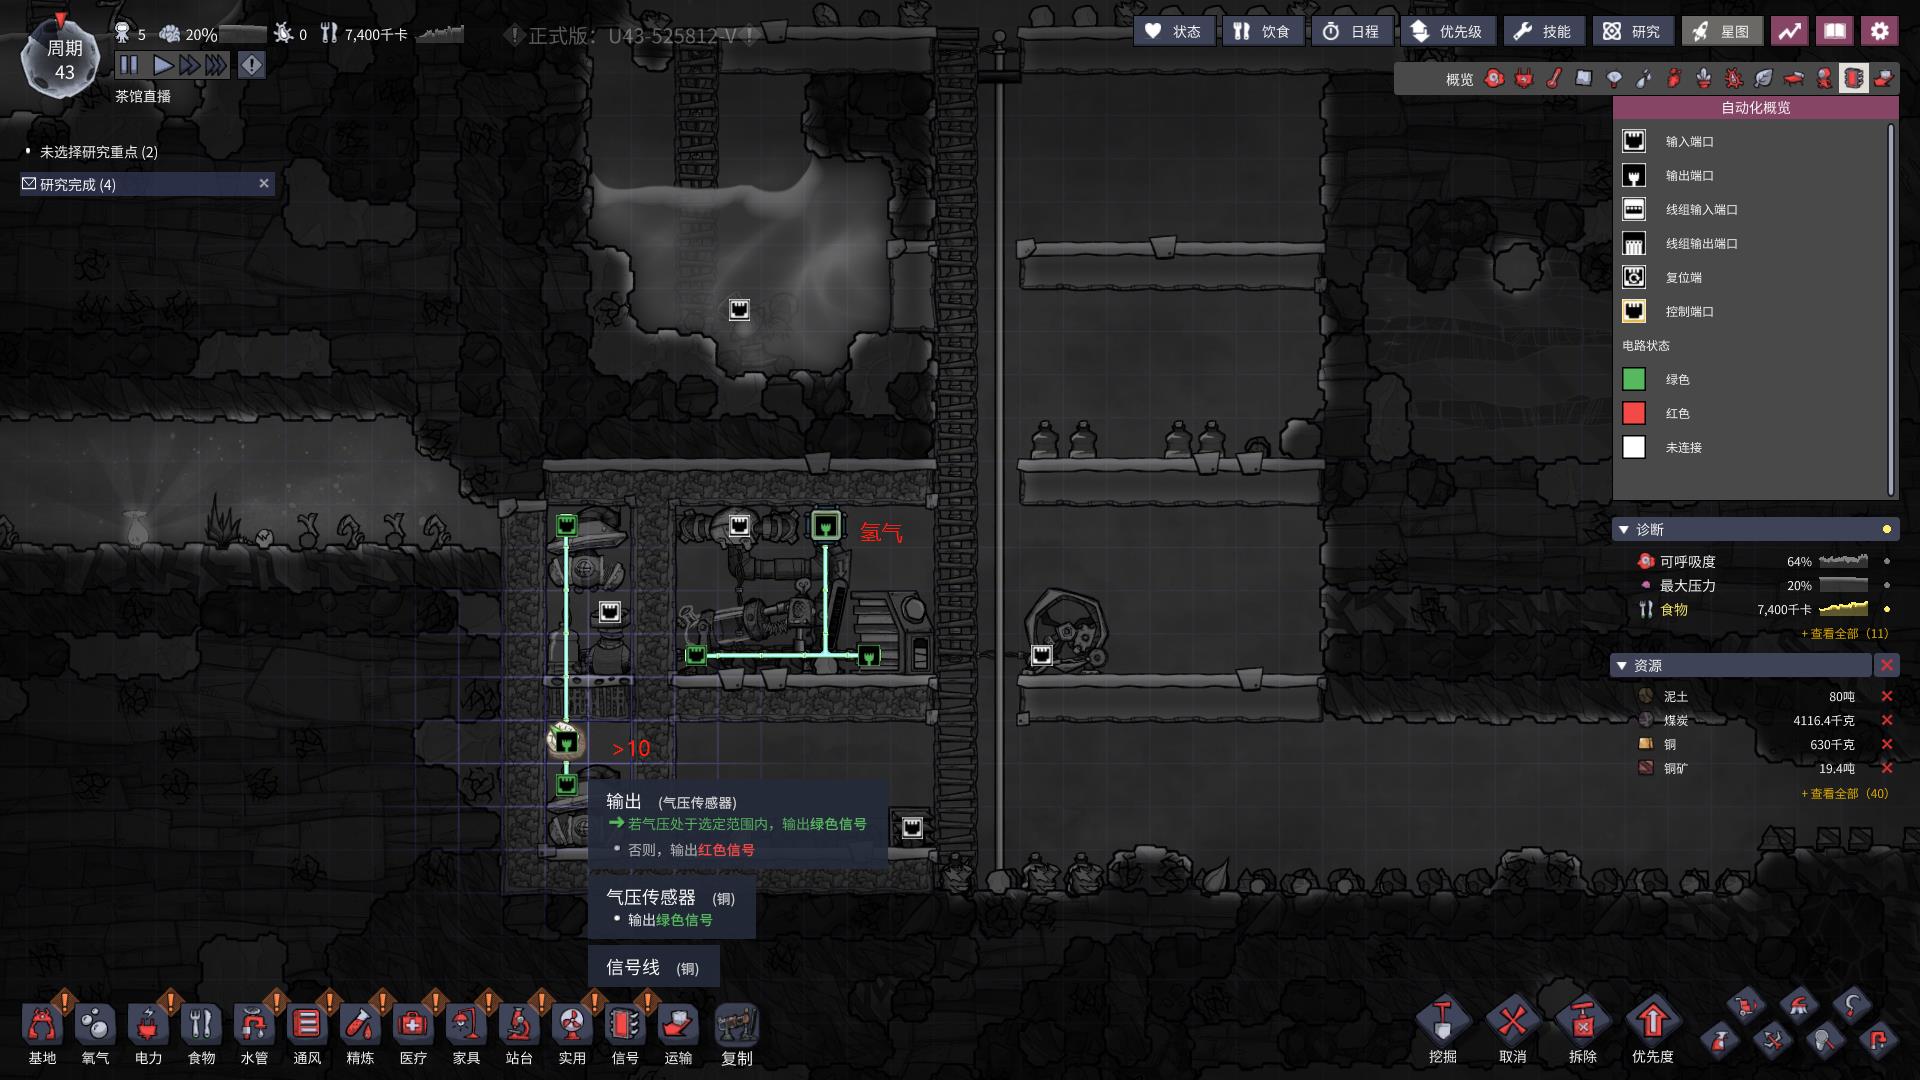 周期
43
5
20%
0
7,400千卡
正式版：U43-525812-V
茶馆直播
未选择研究重点 (2)
研究完成 (4)
状态
饮食
日程
优先级
技能
研究
星图
概览
自动化概览
输入端口
输出端口
线组输入端口
线组输出端口
复位端
控制端口
电路状态
绿色
红色
未连接
诊断
可呼吸度 64%
最大压力 20%
食物 7,400千卡
+ 查看全部（11）
资源
泥土 80吨
煤炭 4116.4千克
铜 630千克
铜矿 19.4吨
+ 查看全部（40）
氢气
>10
输出 (气压传感器)
若气压处于选定范围内，输出绿色信号
否则，输出红色信号
气压传感器 (铜)
输出绿色信号
信号线 (铜)
基地
氧气
电力
食物
水管
通风
精炼
医疗
家具
站台
实用
信号
运输
复制
挖掘
取消
拆除
优先度